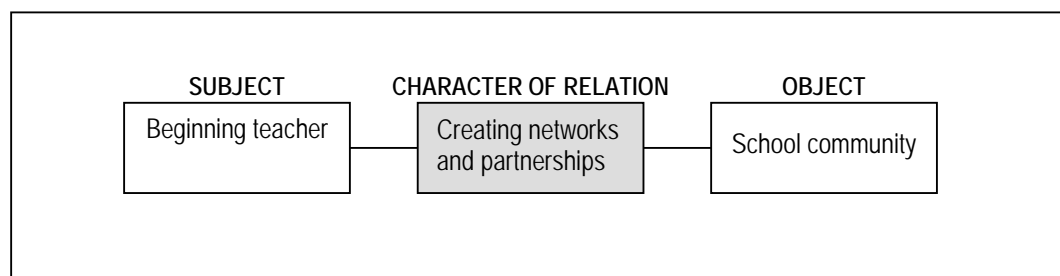 SUBJECT
CHARACTER OF RELATION
OBJECT
Beginning teacher
Creating networks
and partnerships
School community